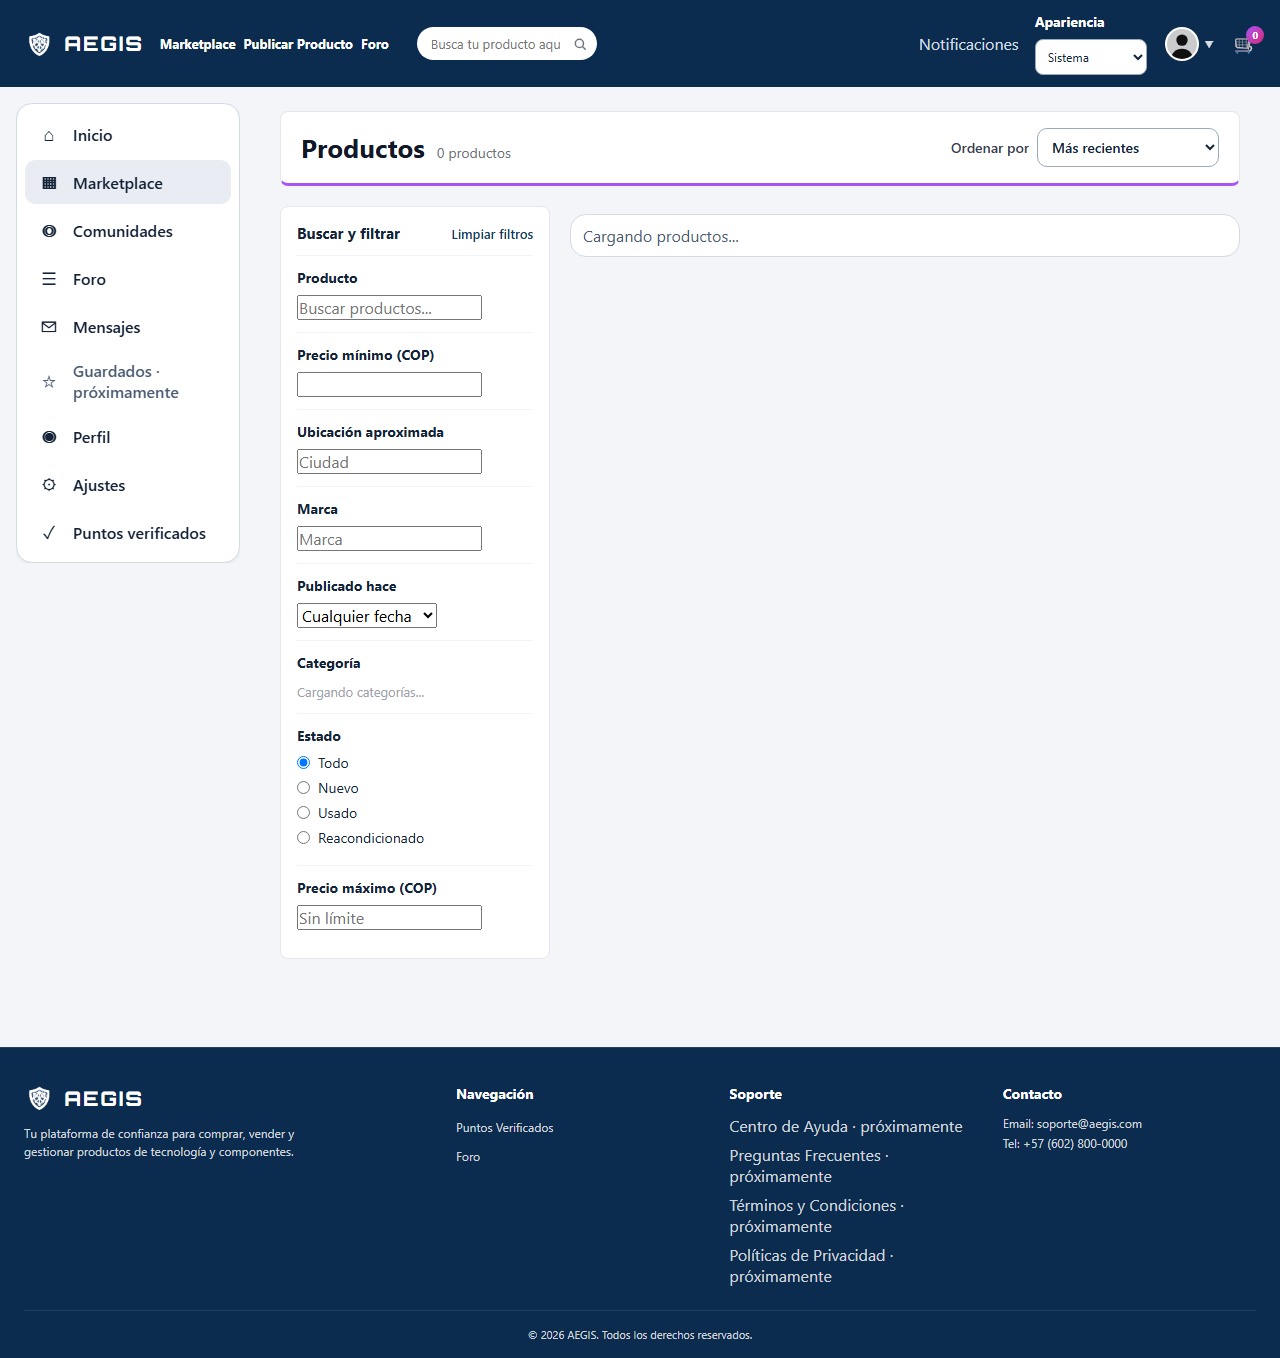 AEGIS Marketplace Publicar Producto Foro Busca tu producto aqu Notificaciones
Apariencia
Sistema
0
Inicio
Marketplace
Comunidades
Foro
Mensajes
Guardados ·
próximamente
Perfil
Ajustes
Puntos verificados
Productos 0 productos
Ordenar por Más recientes
Buscar y filtrar Limpiar filtros
Producto
Buscar productos...
Precio mínimo (COP)
Ubicación aproximada
Ciudad
Marca
Marca
Publicado hace
Cualquier fecha
Categoría
Cargando categorías...
Estado
Todo
Nuevo
Usado
Reacondicionado
Precio máximo (COP)
Sin límite
Cargando productos...
AEGIS
Tu plataforma de confianza para comprar, vender y
gestionar productos de tecnología y componentes.
Navegación
Puntos Verificados
Foro
Soporte
Centro de Ayuda · próximamente
Preguntas Frecuentes ·
próximamente
Términos y Condiciones ·
próximamente
Políticas de Privacidad ·
próximamente
Contacto
Email: soporte@aegis.com
Tel: +57 (602) 800-0000
© 2026 AEGIS. Todos los derechos reservados.